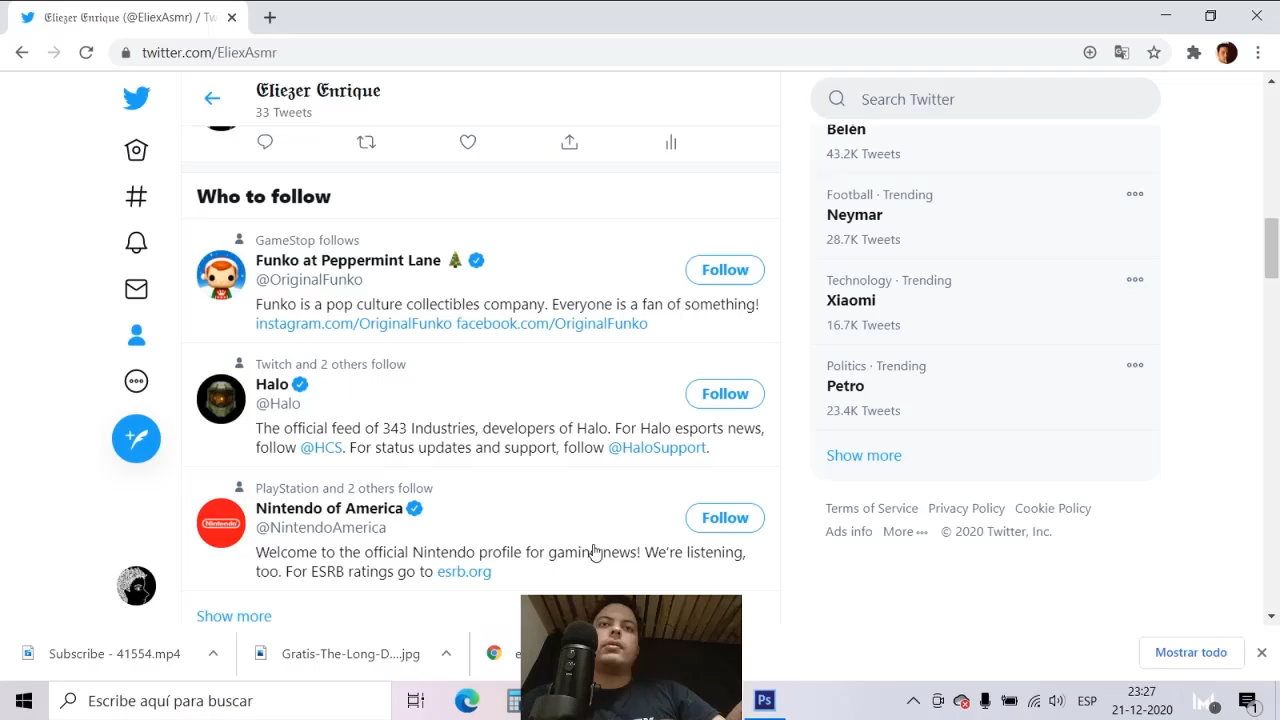 𝔈𝔩𝔦𝔢𝔷𝔢𝔯 𝔈𝔫𝔯𝔦𝔮𝔲𝔢 (@EliexAsmr) / Tw
twitter.com/EliexAsmr
𝕰𝖑𝖎𝖊𝖟𝖊𝖗 𝕰𝖓𝖗𝖎𝖖𝖚𝖊
33 Tweets
Who to follow
GameStop follows
Funko at Peppermint Lane 🎄
@OriginalFunko
Follow
Funko is a pop culture collectibles company. Everyone is a fan of something!
instagram.com/OriginalFunko facebook.com/OriginalFunko
Twitch and 2 others follow
Halo
@Halo
Follow
The official feed of 343 Industries, developers of Halo. For Halo esports news,
follow @HCS. For status updates and support, follow @HaloSupport.
PlayStation and 2 others follow
Nintendo of America
@NintendoAmerica
Nintendo
Follow
Welcome to the official Nintendo profile for gaming news! We're listening,
too. For ESRB ratings go to esrb.org
Show more
Search Twitter
Belén
43.2K Tweets
Football · Trending
Neymar
28.7K Tweets
Technology · Trending
Xiaomi
16.7K Tweets
Politics · Trending
Petro
23.4K Tweets
Show more
Terms of Service Privacy Policy Cookie Policy
Ads info More © 2020 Twitter, Inc.
Subscribe - 41554.mp4
Gratis-The-Long-D....jpg
e
Mostrar todo
Escribe aquí para buscar
Ps
ESP
23:27
21-12-2020
1